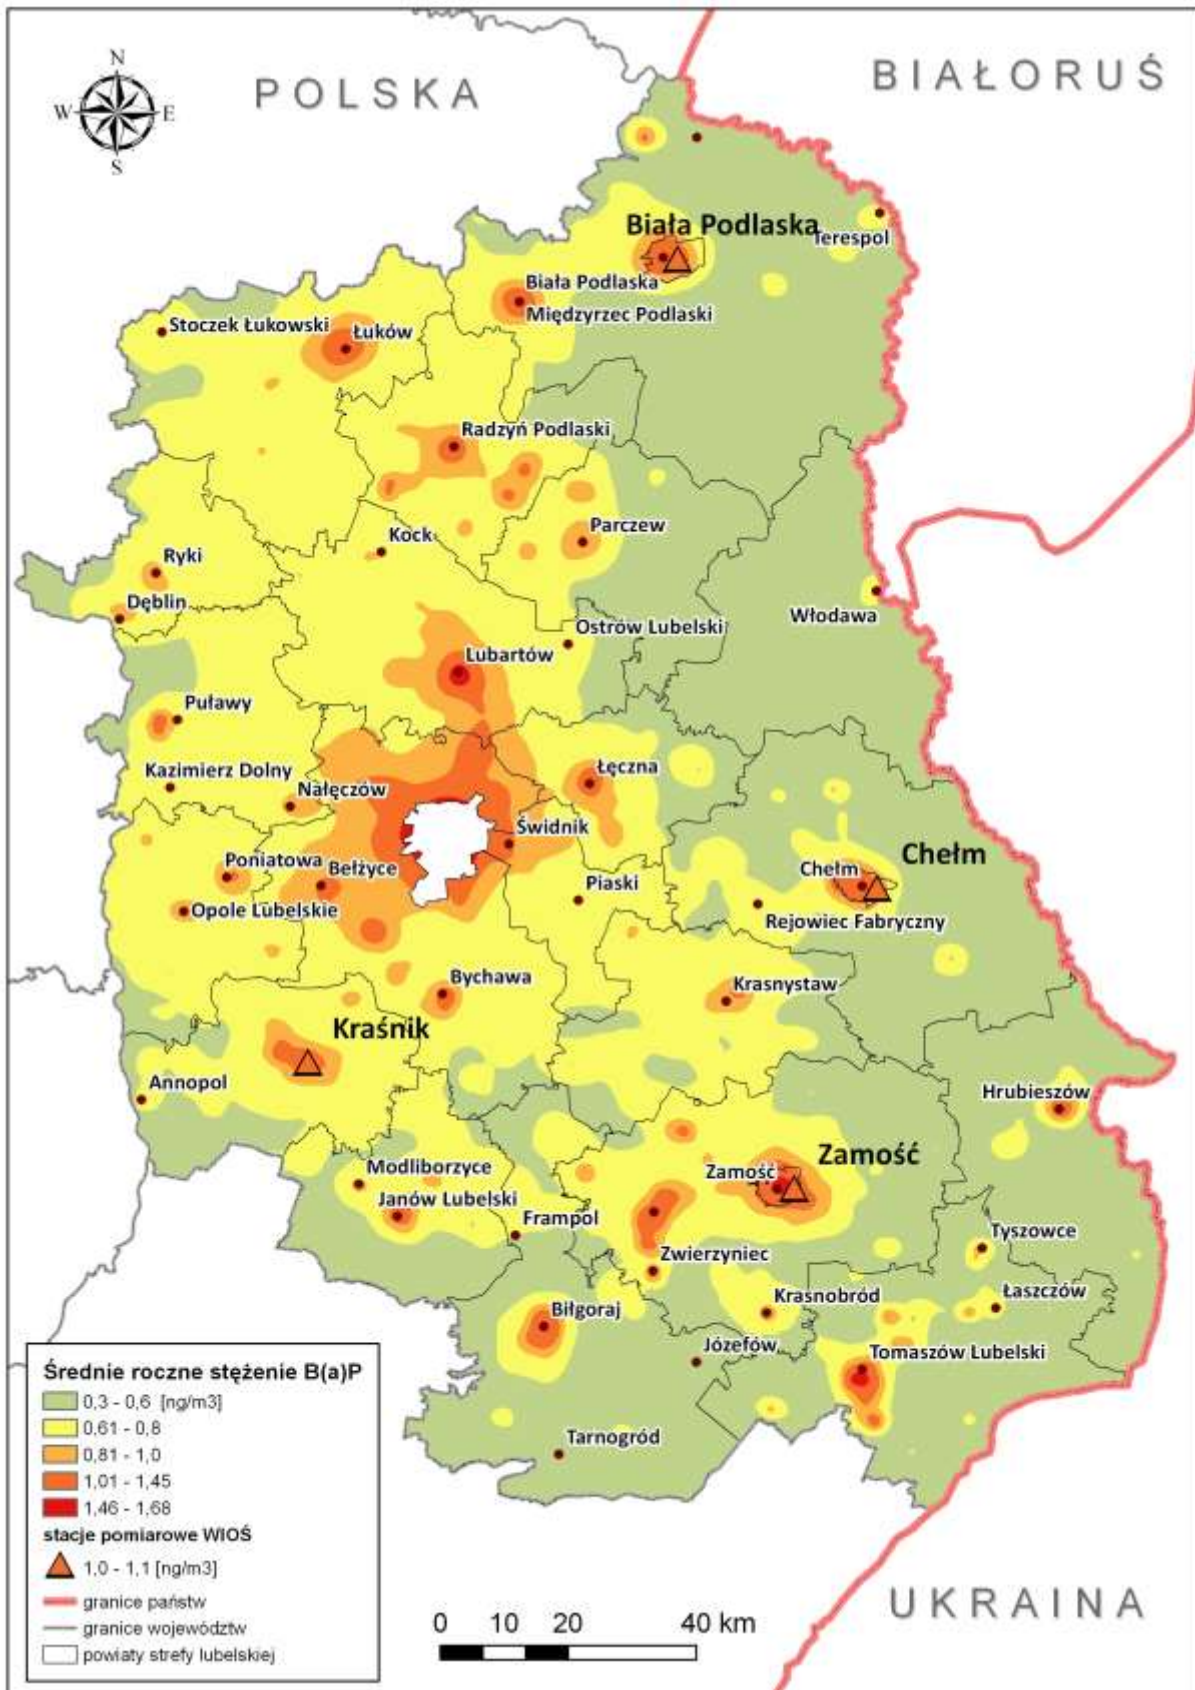 POLSKA
BIAŁORUŚ
N
W E
S
Biała Podlaska
Terespol
Biała Podlaska
Międzyrzec Podlaski
Stoczek Łukowski
Łuków
Radzyń Podlaski
Parczew
Kock
Ryki
Dęblin
Włodawa
Ostrów Lubelski
Lubartów
Puławy
Kazimierz Dolny
Nałęczów
Łęczna
Świdnik
Chełm
Chełm
Poniatowa
Bełżyce
Piaski
Opole Lubelskie
Rejowiec Fabryczny
Bychawa
Krasnystaw
Kraśnik
Annopol
Hrubieszów
Zamość
Zamość
Modliborzyce
Janów Lubelski
Frampol
Tyszowce
Zwierzyniec
Krasnobród
Łaszczów
Biłgoraj
Józefów
Tomaszów Lubelski
Tarnogród
Średnie roczne stężenie B(a)P
0,3 - 0,6 [ng/m3]
0,61 - 0,8
0,81 - 1,0
1,01 - 1,45
1,46 - 1,68
stacje pomiarowe WIOŚ
1,0 - 1,1 [ng/m3]
granice państw
granice województw
powiaty strefy lubelskiej
0 10 20 40 km
UKRAINA